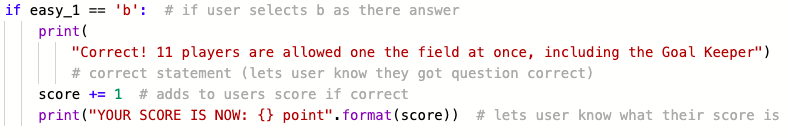 if easy_1 == 'b':  # if user selects b as there answer
    print(
        "Correct! 11 players are allowed one the field at once, including the Goal Keeper")
        # correct statement (lets user know they got question correct)
    score += 1  # adds to users score if correct
    print("YOUR SCORE IS NOW: {} point".format(score))  # lets user know what their score is